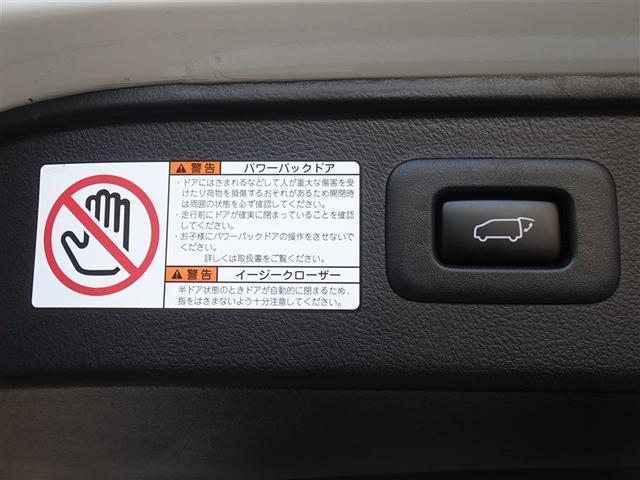 警告 パワーバックドア
・ドアにはさまれるなどして人が重大な傷害を受
けたり荷物を損傷するおそれがあるため開閉時
は周囲の状態を必ず確認してください。
・走行前にドアが確実に閉まっていることを確認
してください。
・お子様にパワーバックドアの操作をさせないで
ください。
詳しくは取扱書をご覧ください。
警告 イージークローザー
半ドア状態のときドアが自動的に閉まるため、
指をはさまないよう十分注意してください。